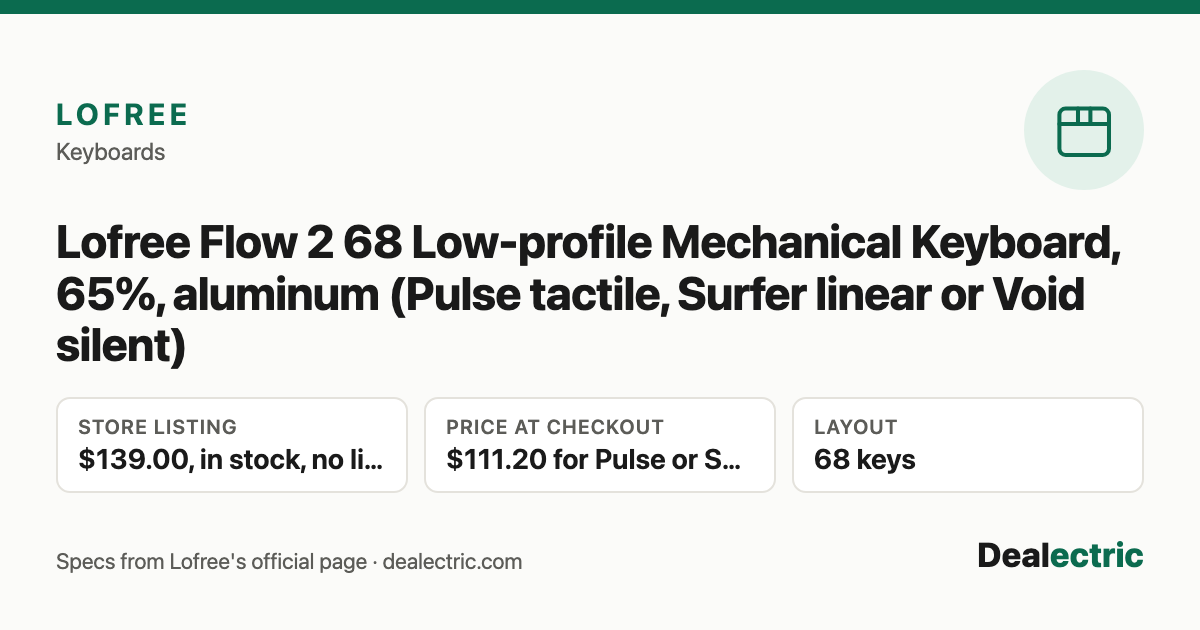 LOFREE
Keyboards
Lofree Flow 2 68 Low-profile Mechanical Keyboard,
65%, aluminum (Pulse tactile, Surfer linear or Void
silent)
STORE LISTING
$139.00, in stock, no li...
PRICE AT CHECKOUT
$111.20 for Pulse or S...
LAYOUT
68 keys
Specs from Lofree's official page · dealectric.com
Dealectric